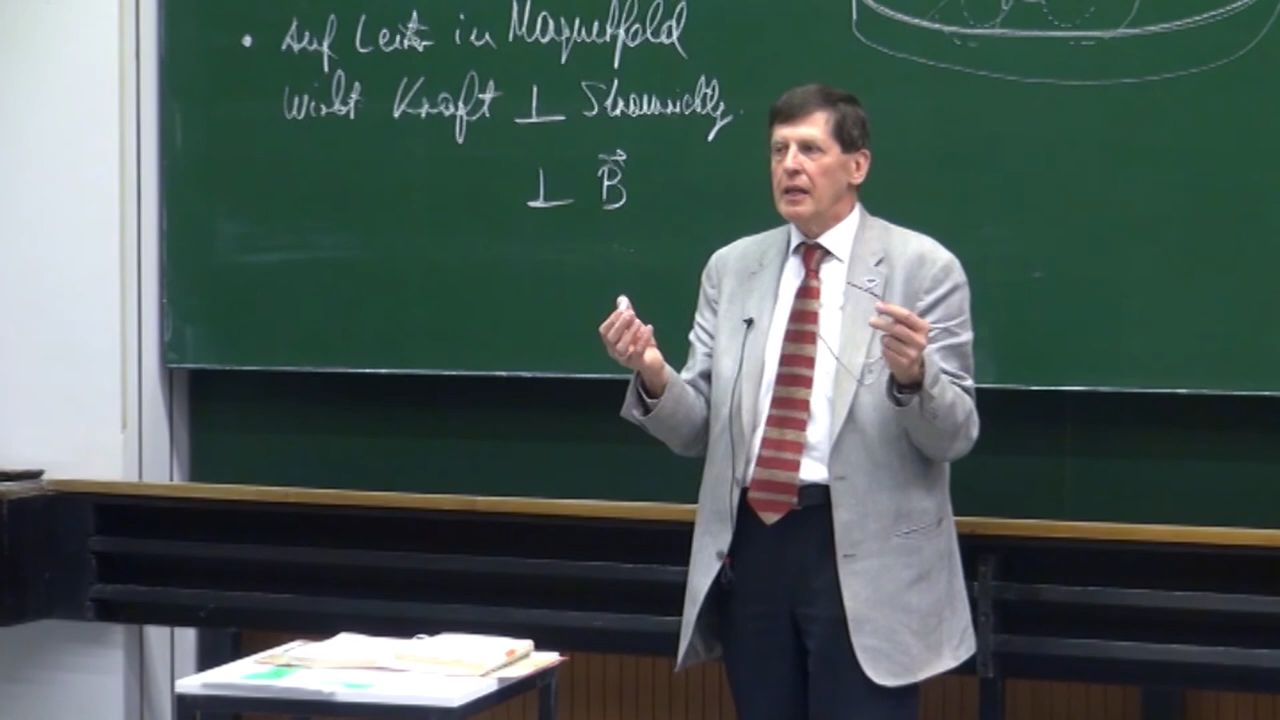 • Auf Leiter in Magnetfeld
wirkt Kraft ⊥ Stromrichtg.
⊥ B⃗